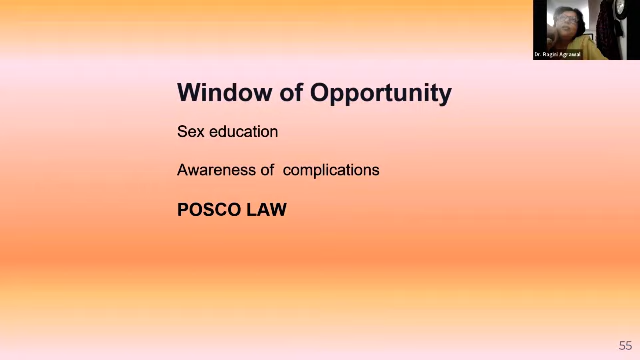 Dr. Ragini Agrawal
Window of Opportunity
Sex education
Awareness of complications
POSCO LAW
55